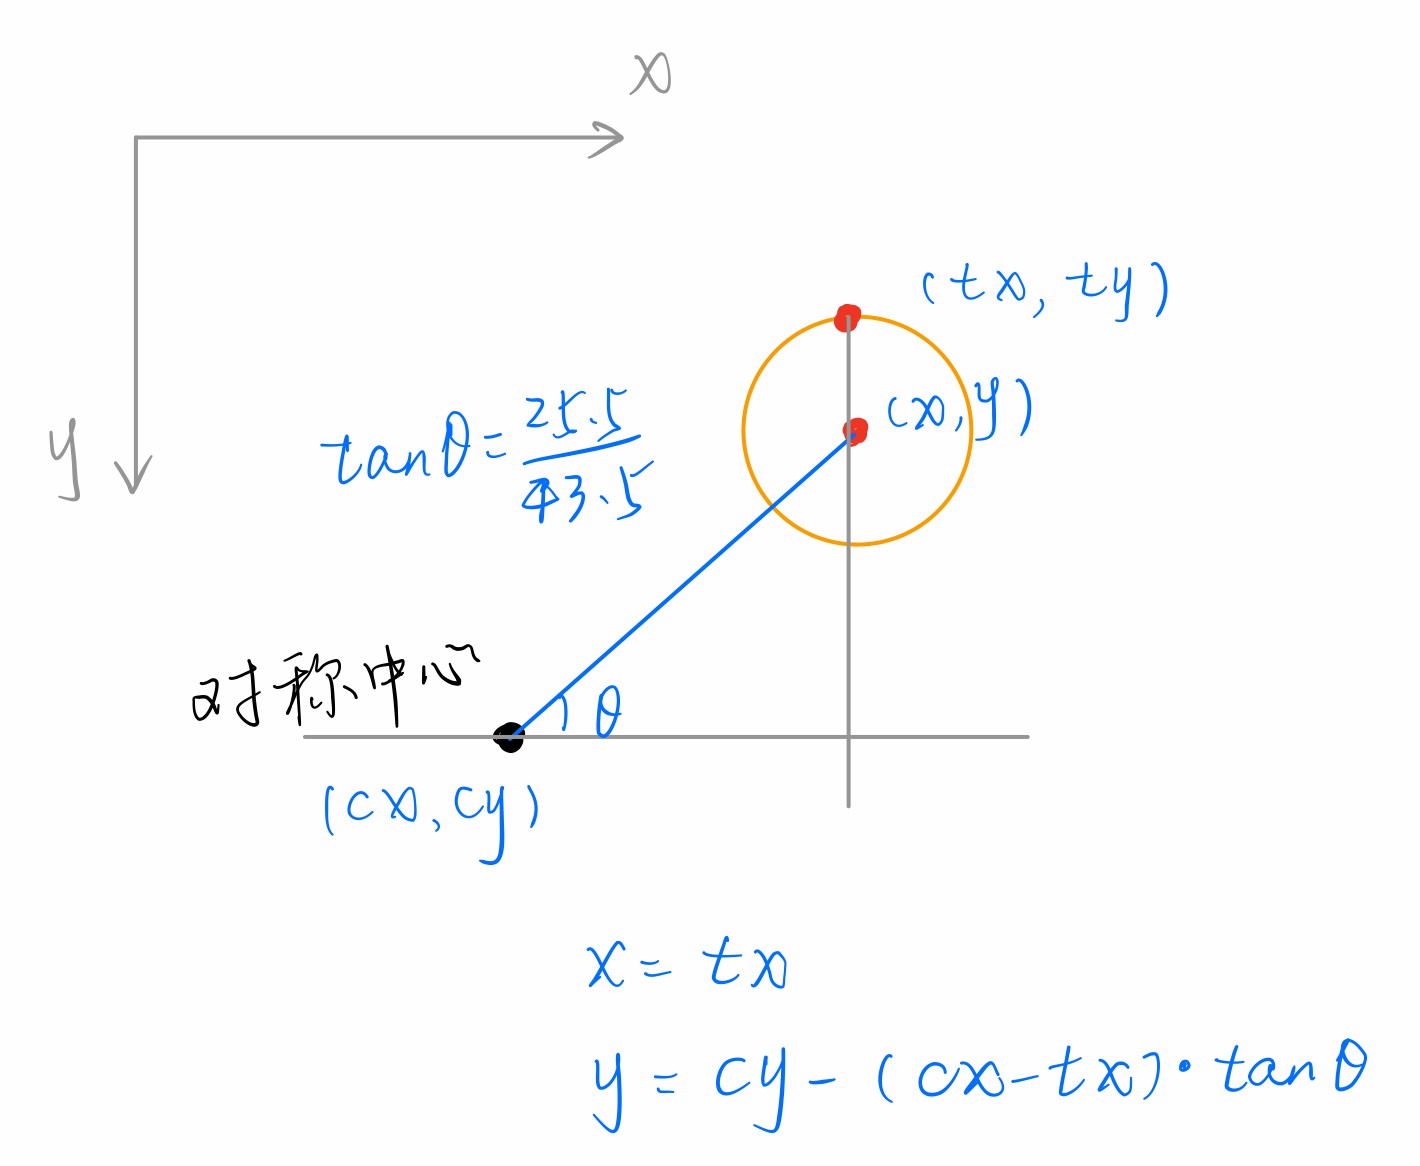 x
(tx, ty)
(x, y)
tanθ = 25.5/43.5
y
对称中心
θ
(cx, cy)
x = tx
y = cy - (cx - tx) · tanθ